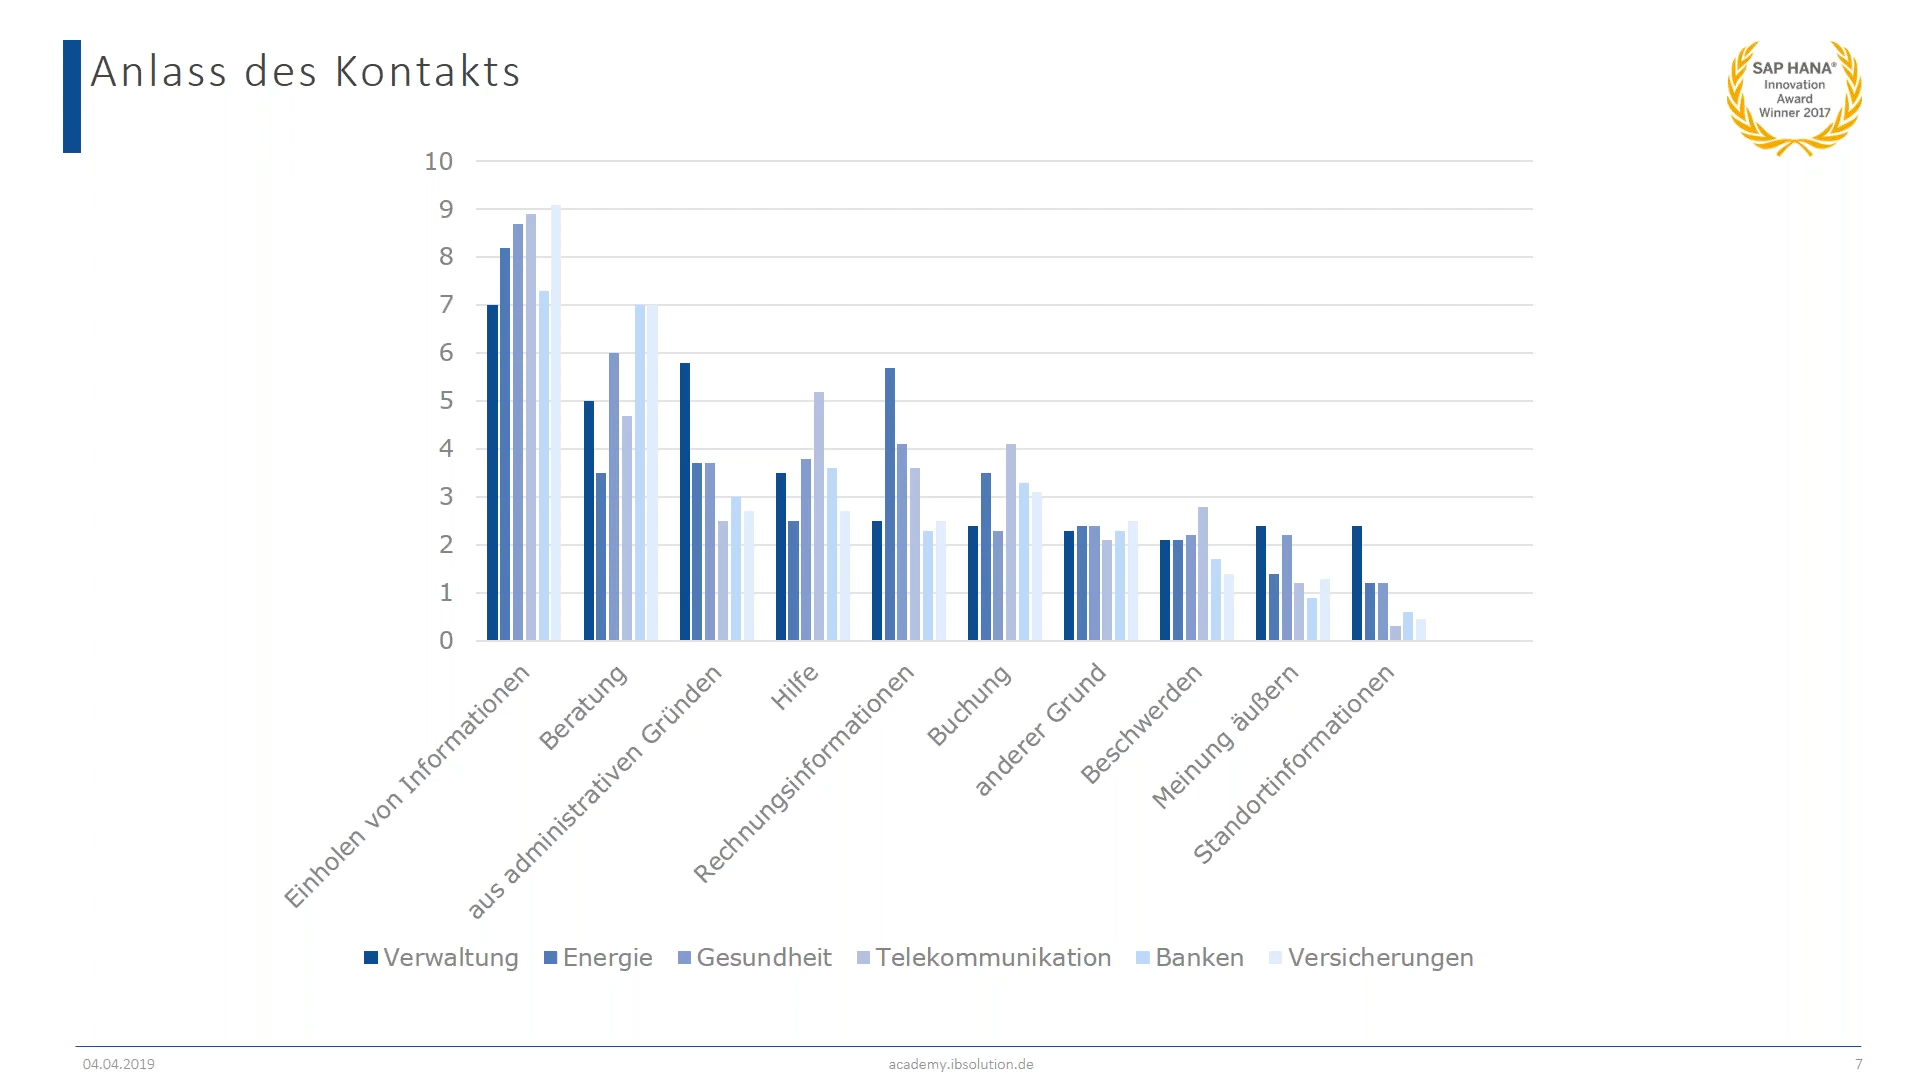 Anlass des Kontakts
SAP HANA®
Innovation
Award
Winner 2017
10
9
8
7
6
5
4
3
2
1
0
Einholen von Informationen
Beratung
aus administrativen Gründen
Hilfe
Rechnungsinformationen
Buchung
anderer Grund
Beschwerden
Meinung äußern
Standortinformationen
Verwaltung Energie Gesundheit Telekommunikation Banken Versicherungen
04.04.2019 academy.ibsolution.de 7